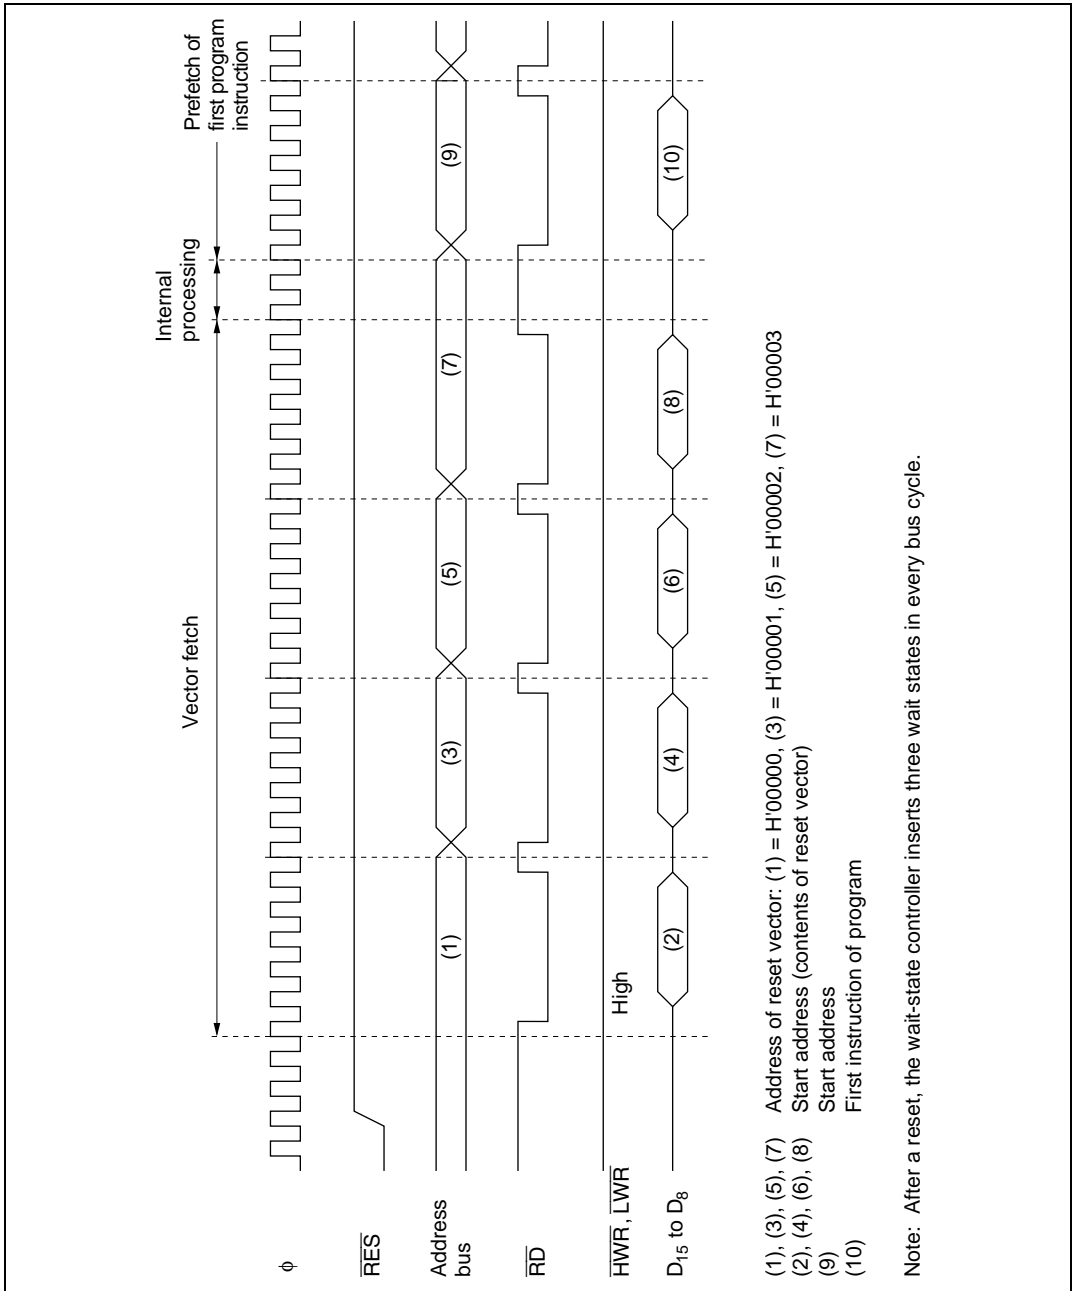 Vector fetch
Internal
processing
Prefetch of
first program
instruction
φ
RES
Address
bus
(1)
(3)
(5)
(7)
(9)
RD
HWR, LWR
High
D15 to D8
(2)
(4)
(6)
(8)
(10)
(1), (3), (5), (7) Address of reset vector: (1) = H'00000, (3) = H'00001, (5) = H'00002, (7) = H'00003
(2), (4), (6), (8) Start address (contents of reset vector)
(9) Start address
(10) First instruction of program
Note: After a reset, the wait-state controller inserts three wait states in every bus cycle.